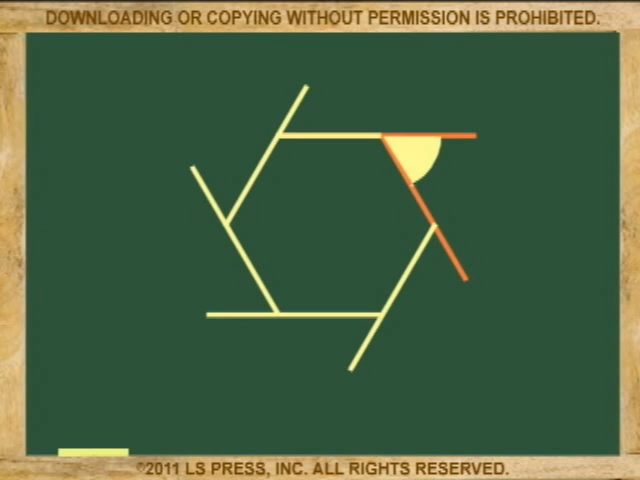 DOWNLOADING OR COPYING WITHOUT PERMISSION IS PROHIBITED.
©2011 LS PRESS, INC. ALL RIGHTS RESERVED.